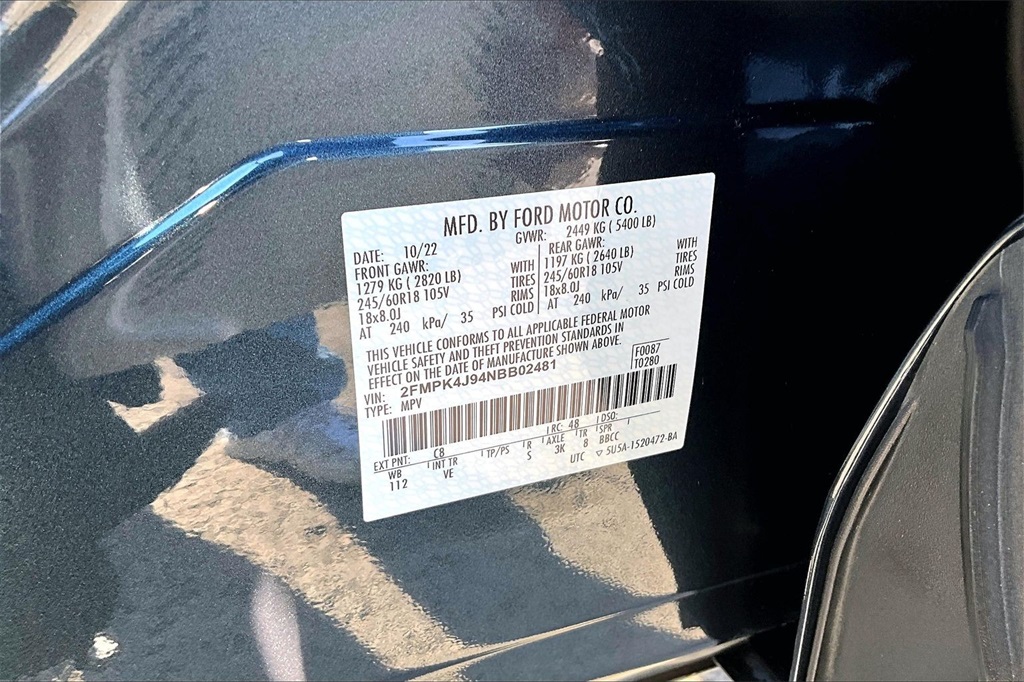 MFD. BY FORD MOTOR CO.
DATE: 10/22 GVWR: 2449 KG ( 5400 LB)
FRONT GAWR: REAR GAWR:
1279 KG ( 2820 LB) WITH 1197 KG ( 2640 LB) WITH
245/60R18 105V TIRES 245/60R18 105V TIRES
18x8.0J RIMS 18x8.0J RIMS
AT 240 kPa/ 35 PSI COLD AT 240 kPa/ 35 PSI COLD
THIS VEHICLE CONFORMS TO ALL APPLICABLE FEDERAL MOTOR
VEHICLE SAFETY AND THEFT PREVENTION STANDARDS IN
EFFECT ON THE DATE OF MANUFACTURE SHOWN ABOVE.
F0087
T0280
VIN: 2FMPK4J94NBB02481
TYPE: MPV
EXT PNT: C8 RC: 48 DSO:
WB INT TR TP/PS R AXLE TR SPR
112 VE S 3K 8 BBCC
UTC ▽ 5U5A-1520472-BA